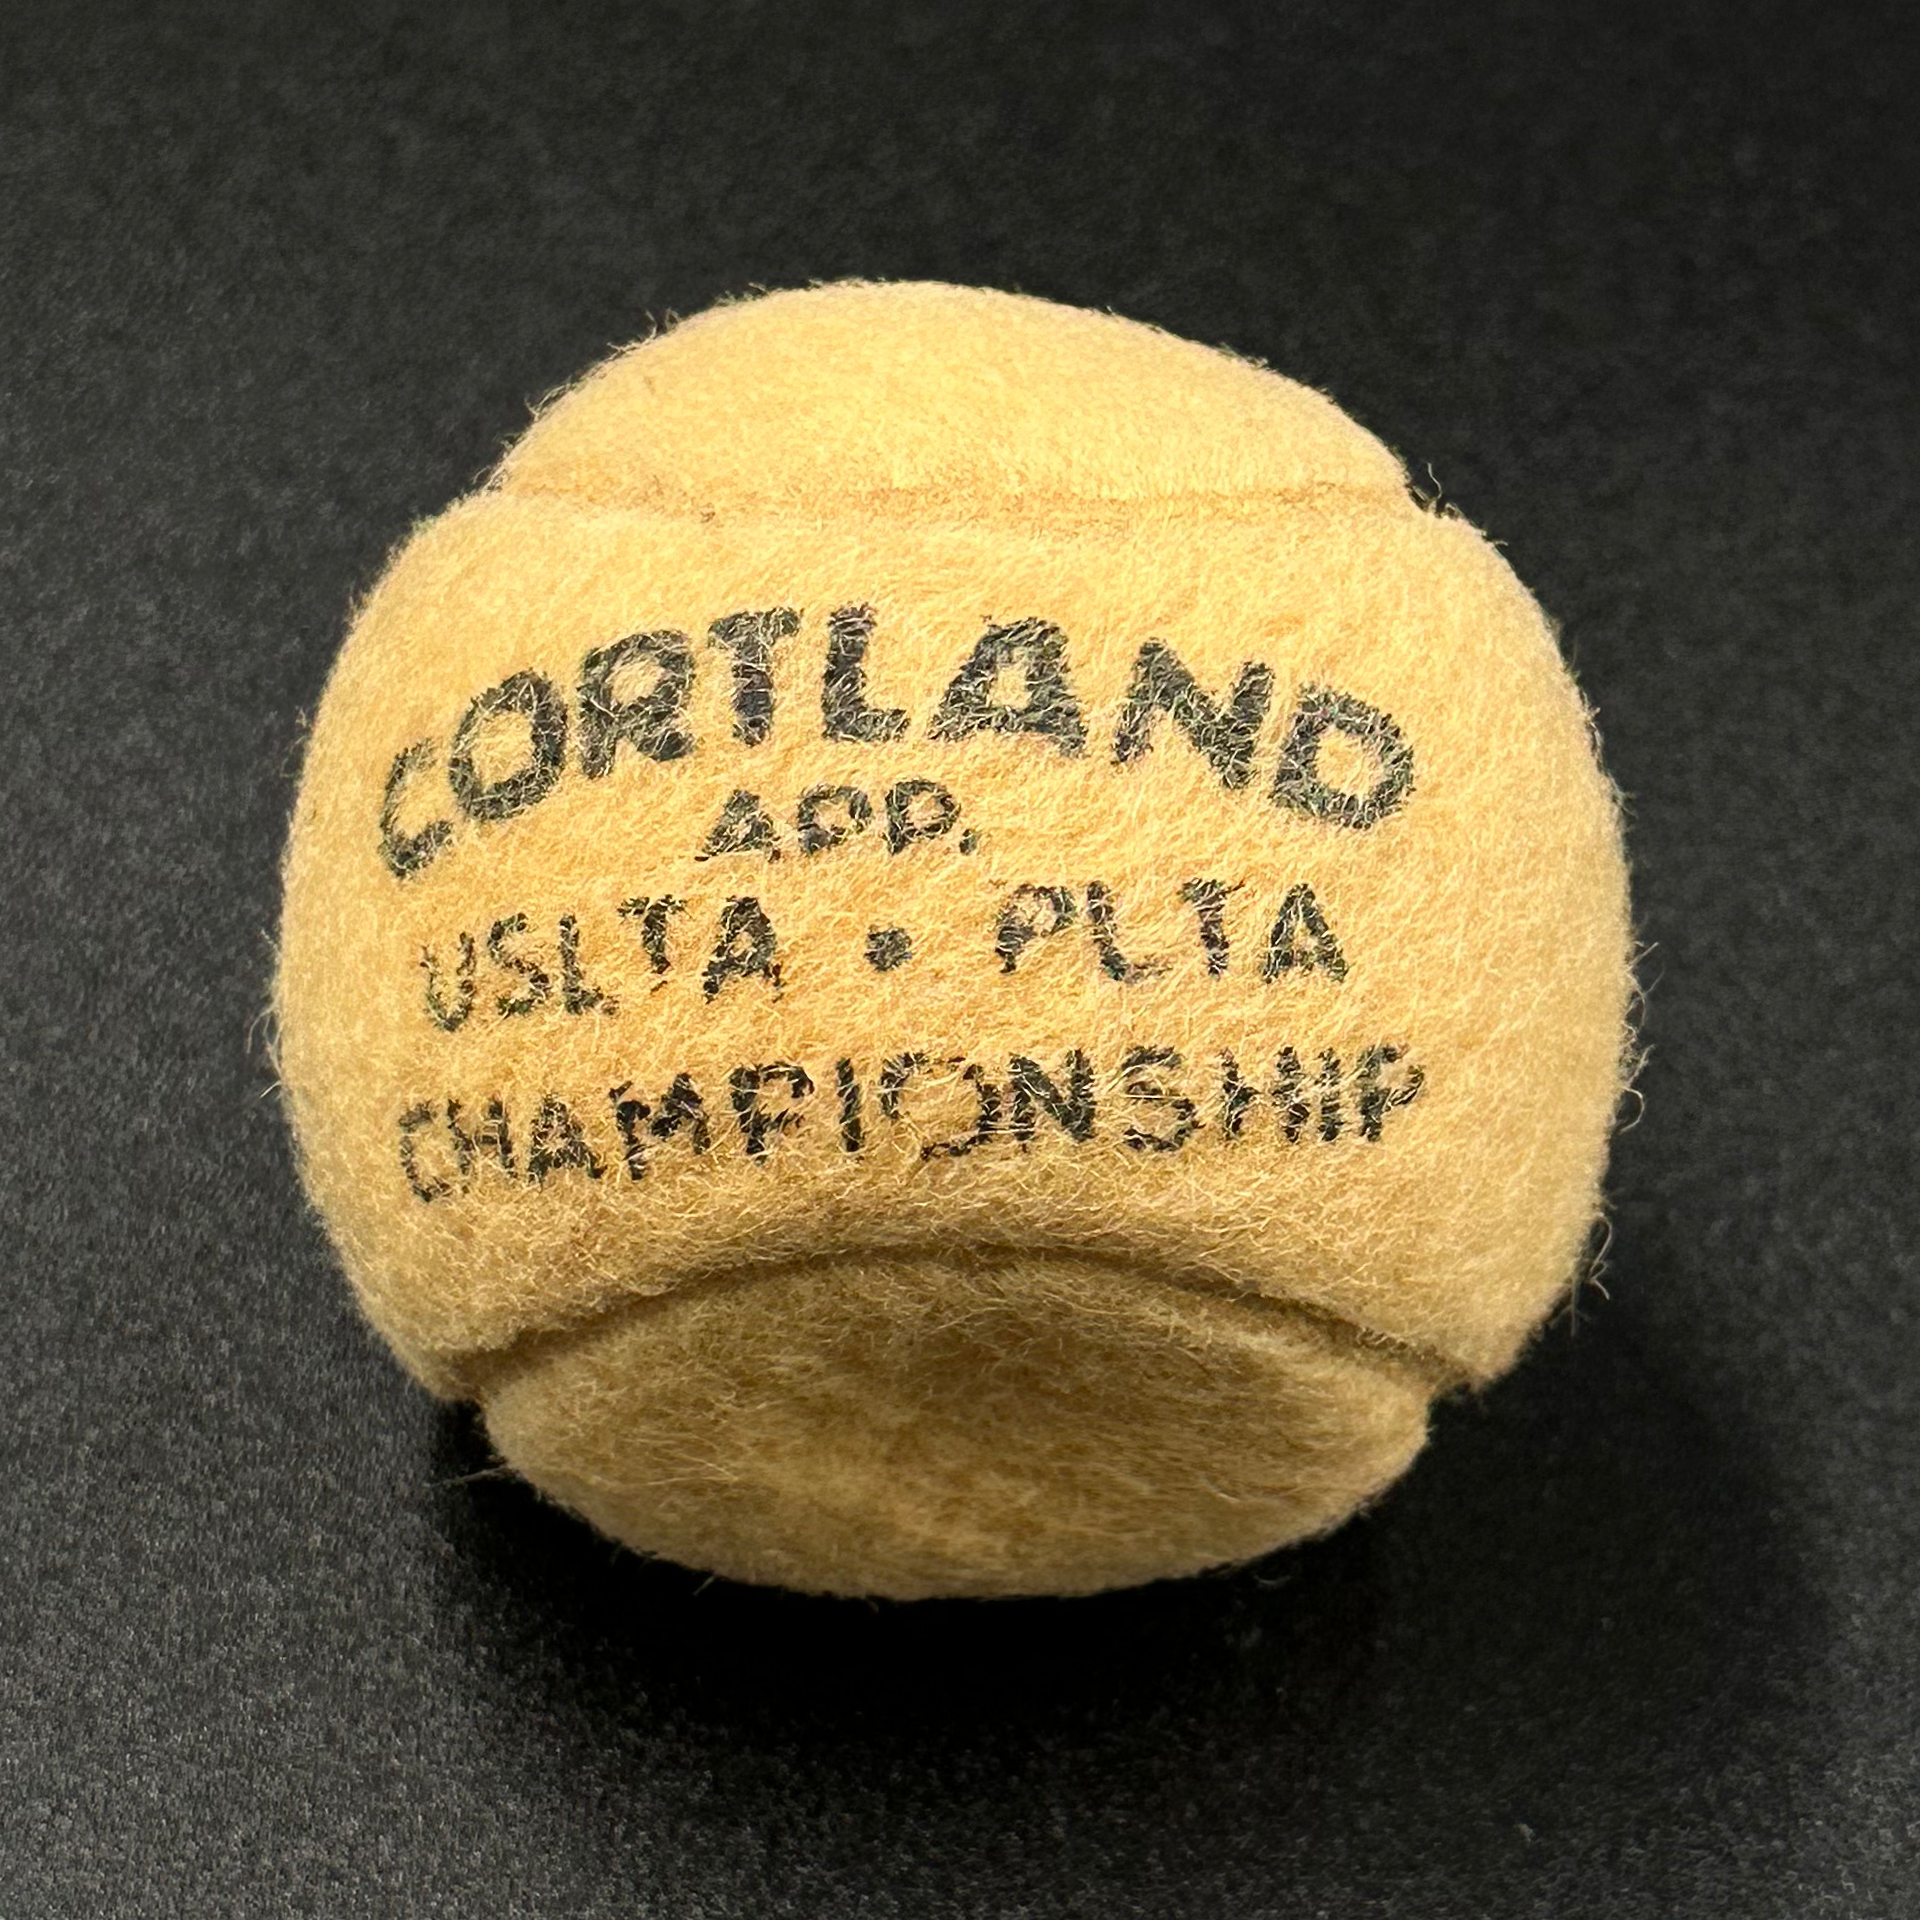 CORTLAND
APP.
USLTA • PLTA
CHAMPIONSHIP